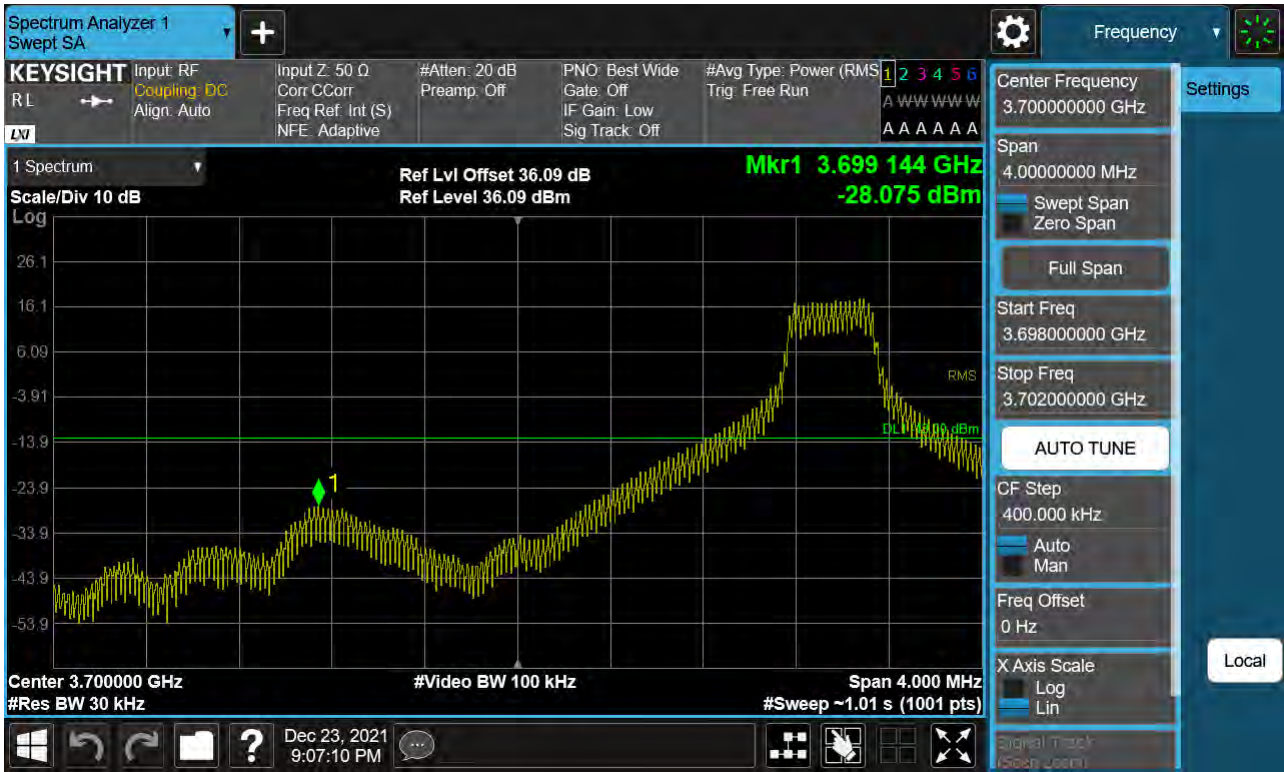 Spectrum Analyzer 1
Swept SA
+
Frequency
KEYSIGHT
RL
LXI
Input: RF
Coupling: DC
Align: Auto
Input Z: 50 Ω
Corr CCorr
Freq Ref: Int (S)
NFE: Adaptive
#Atten: 20 dB
Preamp: Off
PNO: Best Wide
Gate: Off
IF Gain: Low
Sig Track: Off
#Avg Type: Power (RMS
Trig: Free Run
1 2 3 4 5 6
A W W W W W
A A A A A A
Center Frequency
3.700000000 GHz
Settings
Span
4.00000000 MHz
Swept Span
Zero Span
Full Span
Start Freq
3.698000000 GHz
Stop Freq
3.702000000 GHz
AUTO TUNE
CF Step
400.000 kHz
Auto
Man
Freq Offset
0 Hz
X Axis Scale
Log
Lin
Signal Track
(Span Zoom)
Local
1 Spectrum
Scale/Div 10 dB
Log
Ref Lvl Offset 36.09 dB
Ref Level 36.09 dBm
Mkr1 3.699 144 GHz
-28.075 dBm
26.1
16.1
6.09
-3.91
-13.9
-23.9
-33.9
-43.9
-53.9
RMS
dBm
1
Center 3.700000 GHz
#Res BW 30 kHz
#Video BW 100 kHz
Span 4.000 MHz
#Sweep ~1.01 s (1001 pts)
?
Dec 23, 2021
9:07:10 PM